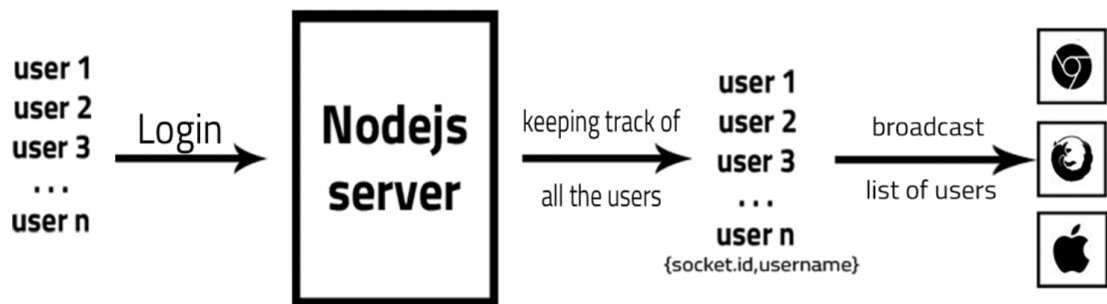 user 1
user 2
user 3
...
user n
Login
Nodejs
server
keeping track of
all the users
user 1
user 2
user 3
...
user n
{socket.id,username}
broadcast
list of users